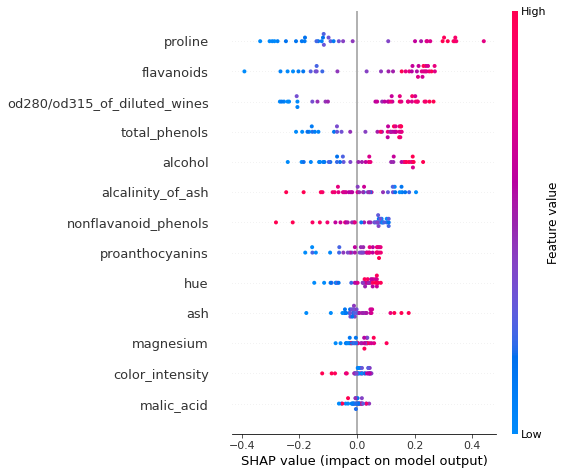 High
proline
flavanoids
od280/od315_of_diluted_wines
total_phenols
alcohol
alcalinity_of_ash
nonflavanoid_phenols
proanthocyanins
hue
ash
magnesium
color_intensity
malic_acid
Feature value
Low
−0.4 −0.2 0.0 0.2 0.4
SHAP value (impact on model output)